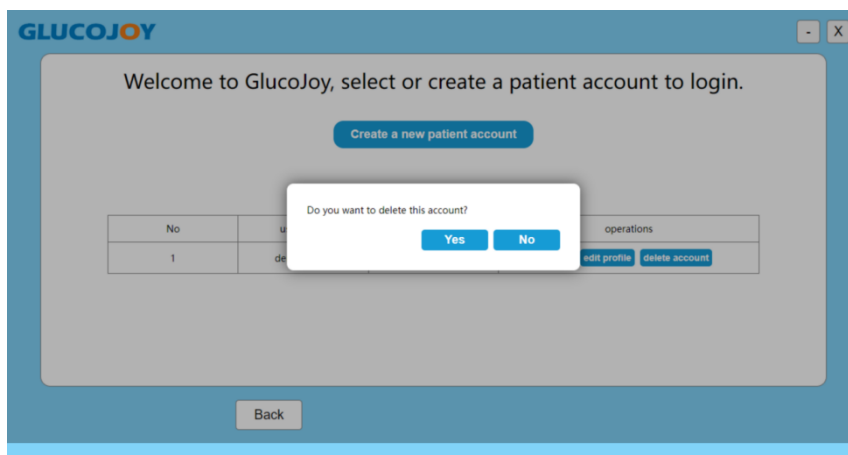 GLUCOJOY
- X
Welcome to GlucoJoy, select or create a patient account to login.
Create a new patient account
Do you want to delete this account?
Yes No
No operations
1 edit profile delete account
Back